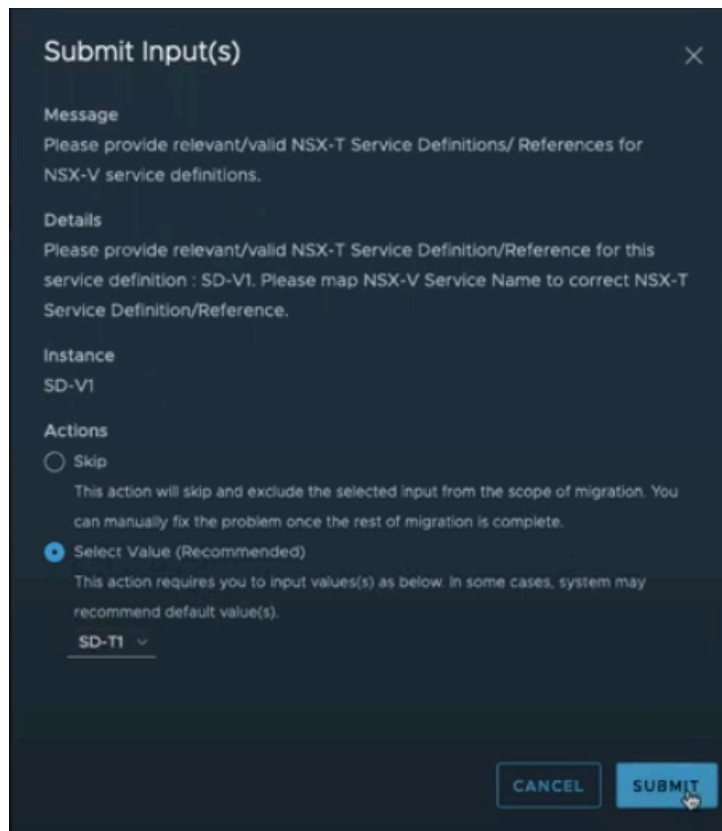 Submit Input(s)
Message
Please provide relevant/valid NSX-T Service Definitions/ References for
NSX-V service definitions.
Details
Please provide relevant/valid NSX-T Service Definition/Reference for this
service definition : SD-V1. Please map NSX-V Service Name to correct NSX-T
Service Definition/Reference.
Instance
SD-V1
Actions
Skip
This action will skip and exclude the selected input from the scope of migration. You
can manually fix the problem once the rest of migration is complete.
Select Value (Recommended)
This action requires you to input values(s) as below. In some cases, system may
recommend default value(s).
SD-T1
CANCEL SUBMIT